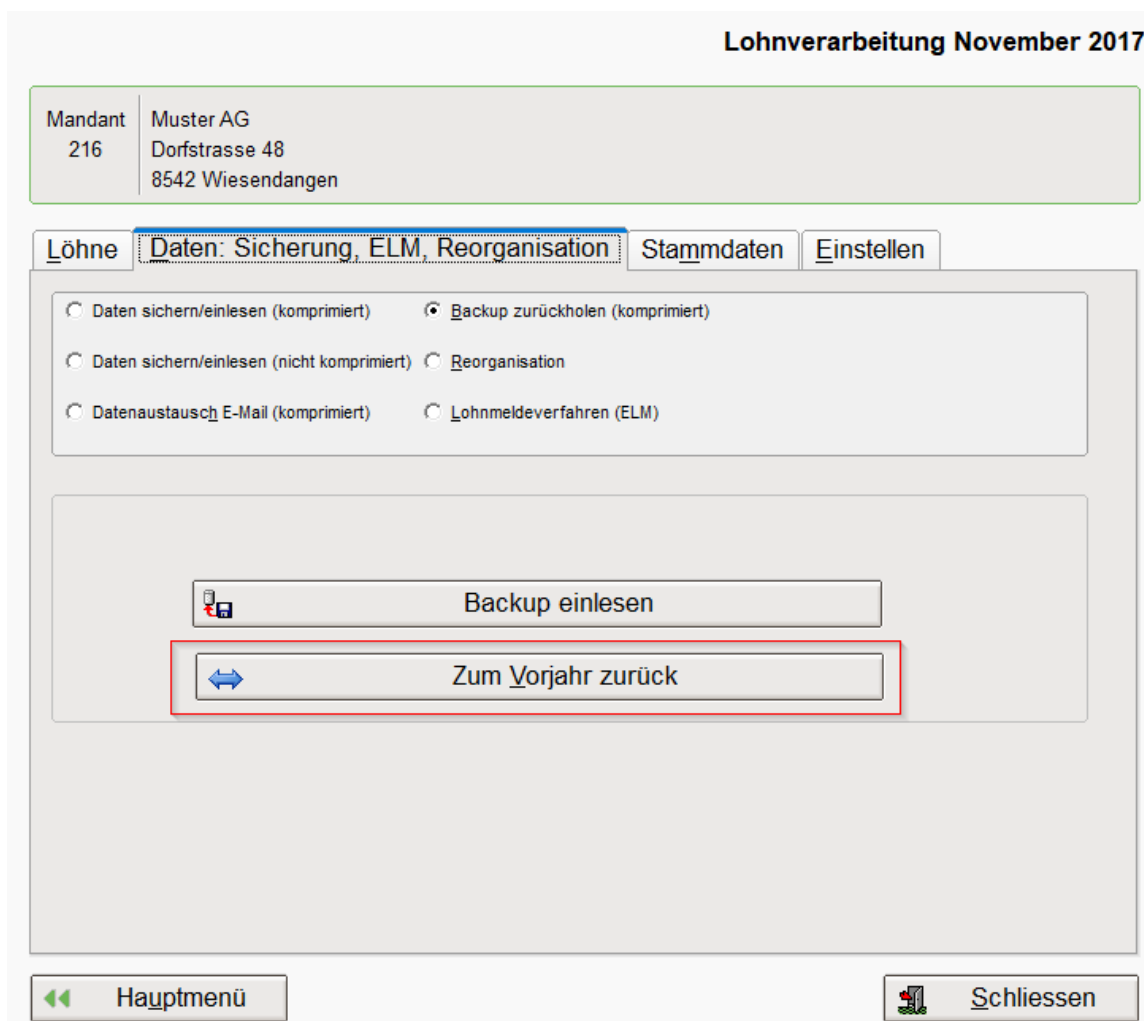 Lohnverarbeitung November 2017
Mandant
216
Muster AG
Dorfstrasse 48
8542 Wiesendangen
Löhne Daten: Sicherung, ELM, Reorganisation Stammdaten Einstellen
Daten sichern/einlesen (komprimiert) Backup zurückholen (komprimiert)
Daten sichern/einlesen (nicht komprimiert) Reorganisation
Datenaustausch E-Mail (komprimiert) Lohnmeldeverfahren (ELM)
Backup einlesen
Zum Vorjahr zurück
Hauptmenü Schliessen